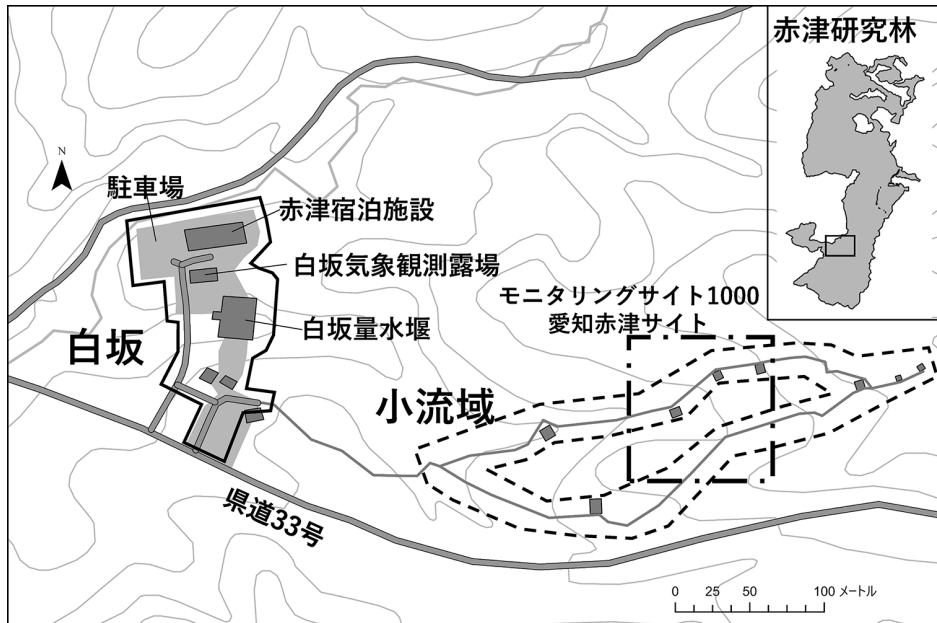 赤津研究林
N
駐車場
赤津宿泊施設
白坂気象観測露場
モニタリングサイト1000
愛知赤津サイト
白坂量水堰
白坂
小流域
県道33号
0 25 50 100 メートル